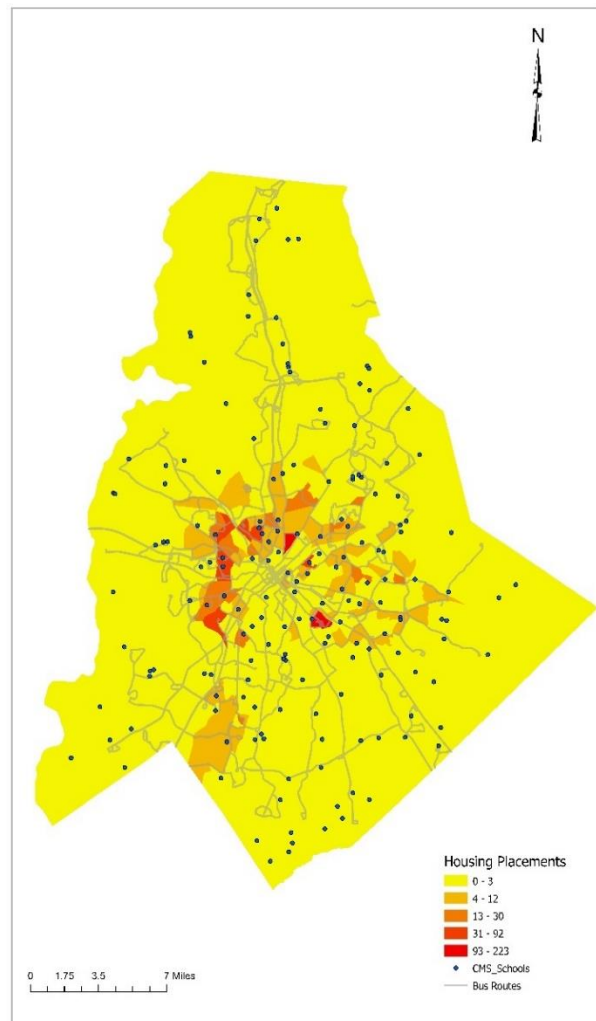 N
Housing Placements
0 - 3
4 - 12
13 - 30
31 - 92
93 - 223
CMS_Schools
Bus Routes
0 1.75 3.5 7 Miles